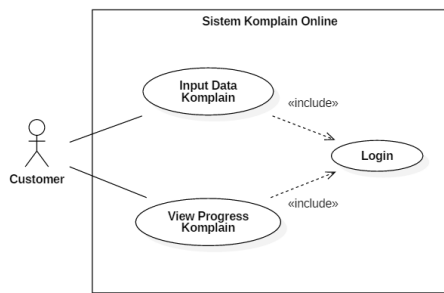 Sistem Komplain Online
Input Data
Komplain
«include»
Login
Customer
View Progress
Komplain
«include»